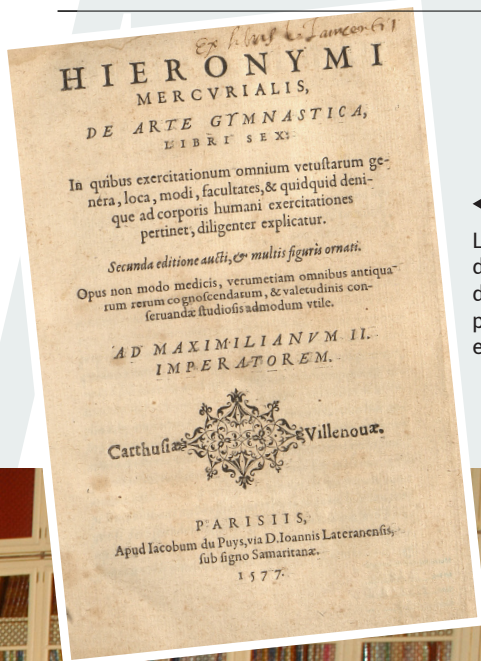 Ex libris
HIERONYMI
MERCVRIALIS,
DE ARTE GYMNASTICA,
LIBRI SEX:
In quibus exercitationum omnium vetuſtarum ge-
nera, loca, modi, facultates, & quidquid deni-
que ad corporis humani exercitationes
pertinet, diligenter explicatur.
Secunda editione aucti, & multis figuris ornati.
Opus non modo medicis, verumetiam omnibus antiqua-
rum rerum cognoſcendarum, & valetudinis con-
ſeruandæ ſtudioſis admodum vtile.
AD MAXIMILIANVM II.
IMPERATOREM.
Carthuſiæ Villenouæ.
PARISIIS,
Apud Iacobum du Puys, via D. Ioannis Lateranenſis,
ſub ſigno Samaritanæ.
1577.
L
d
d
p
e